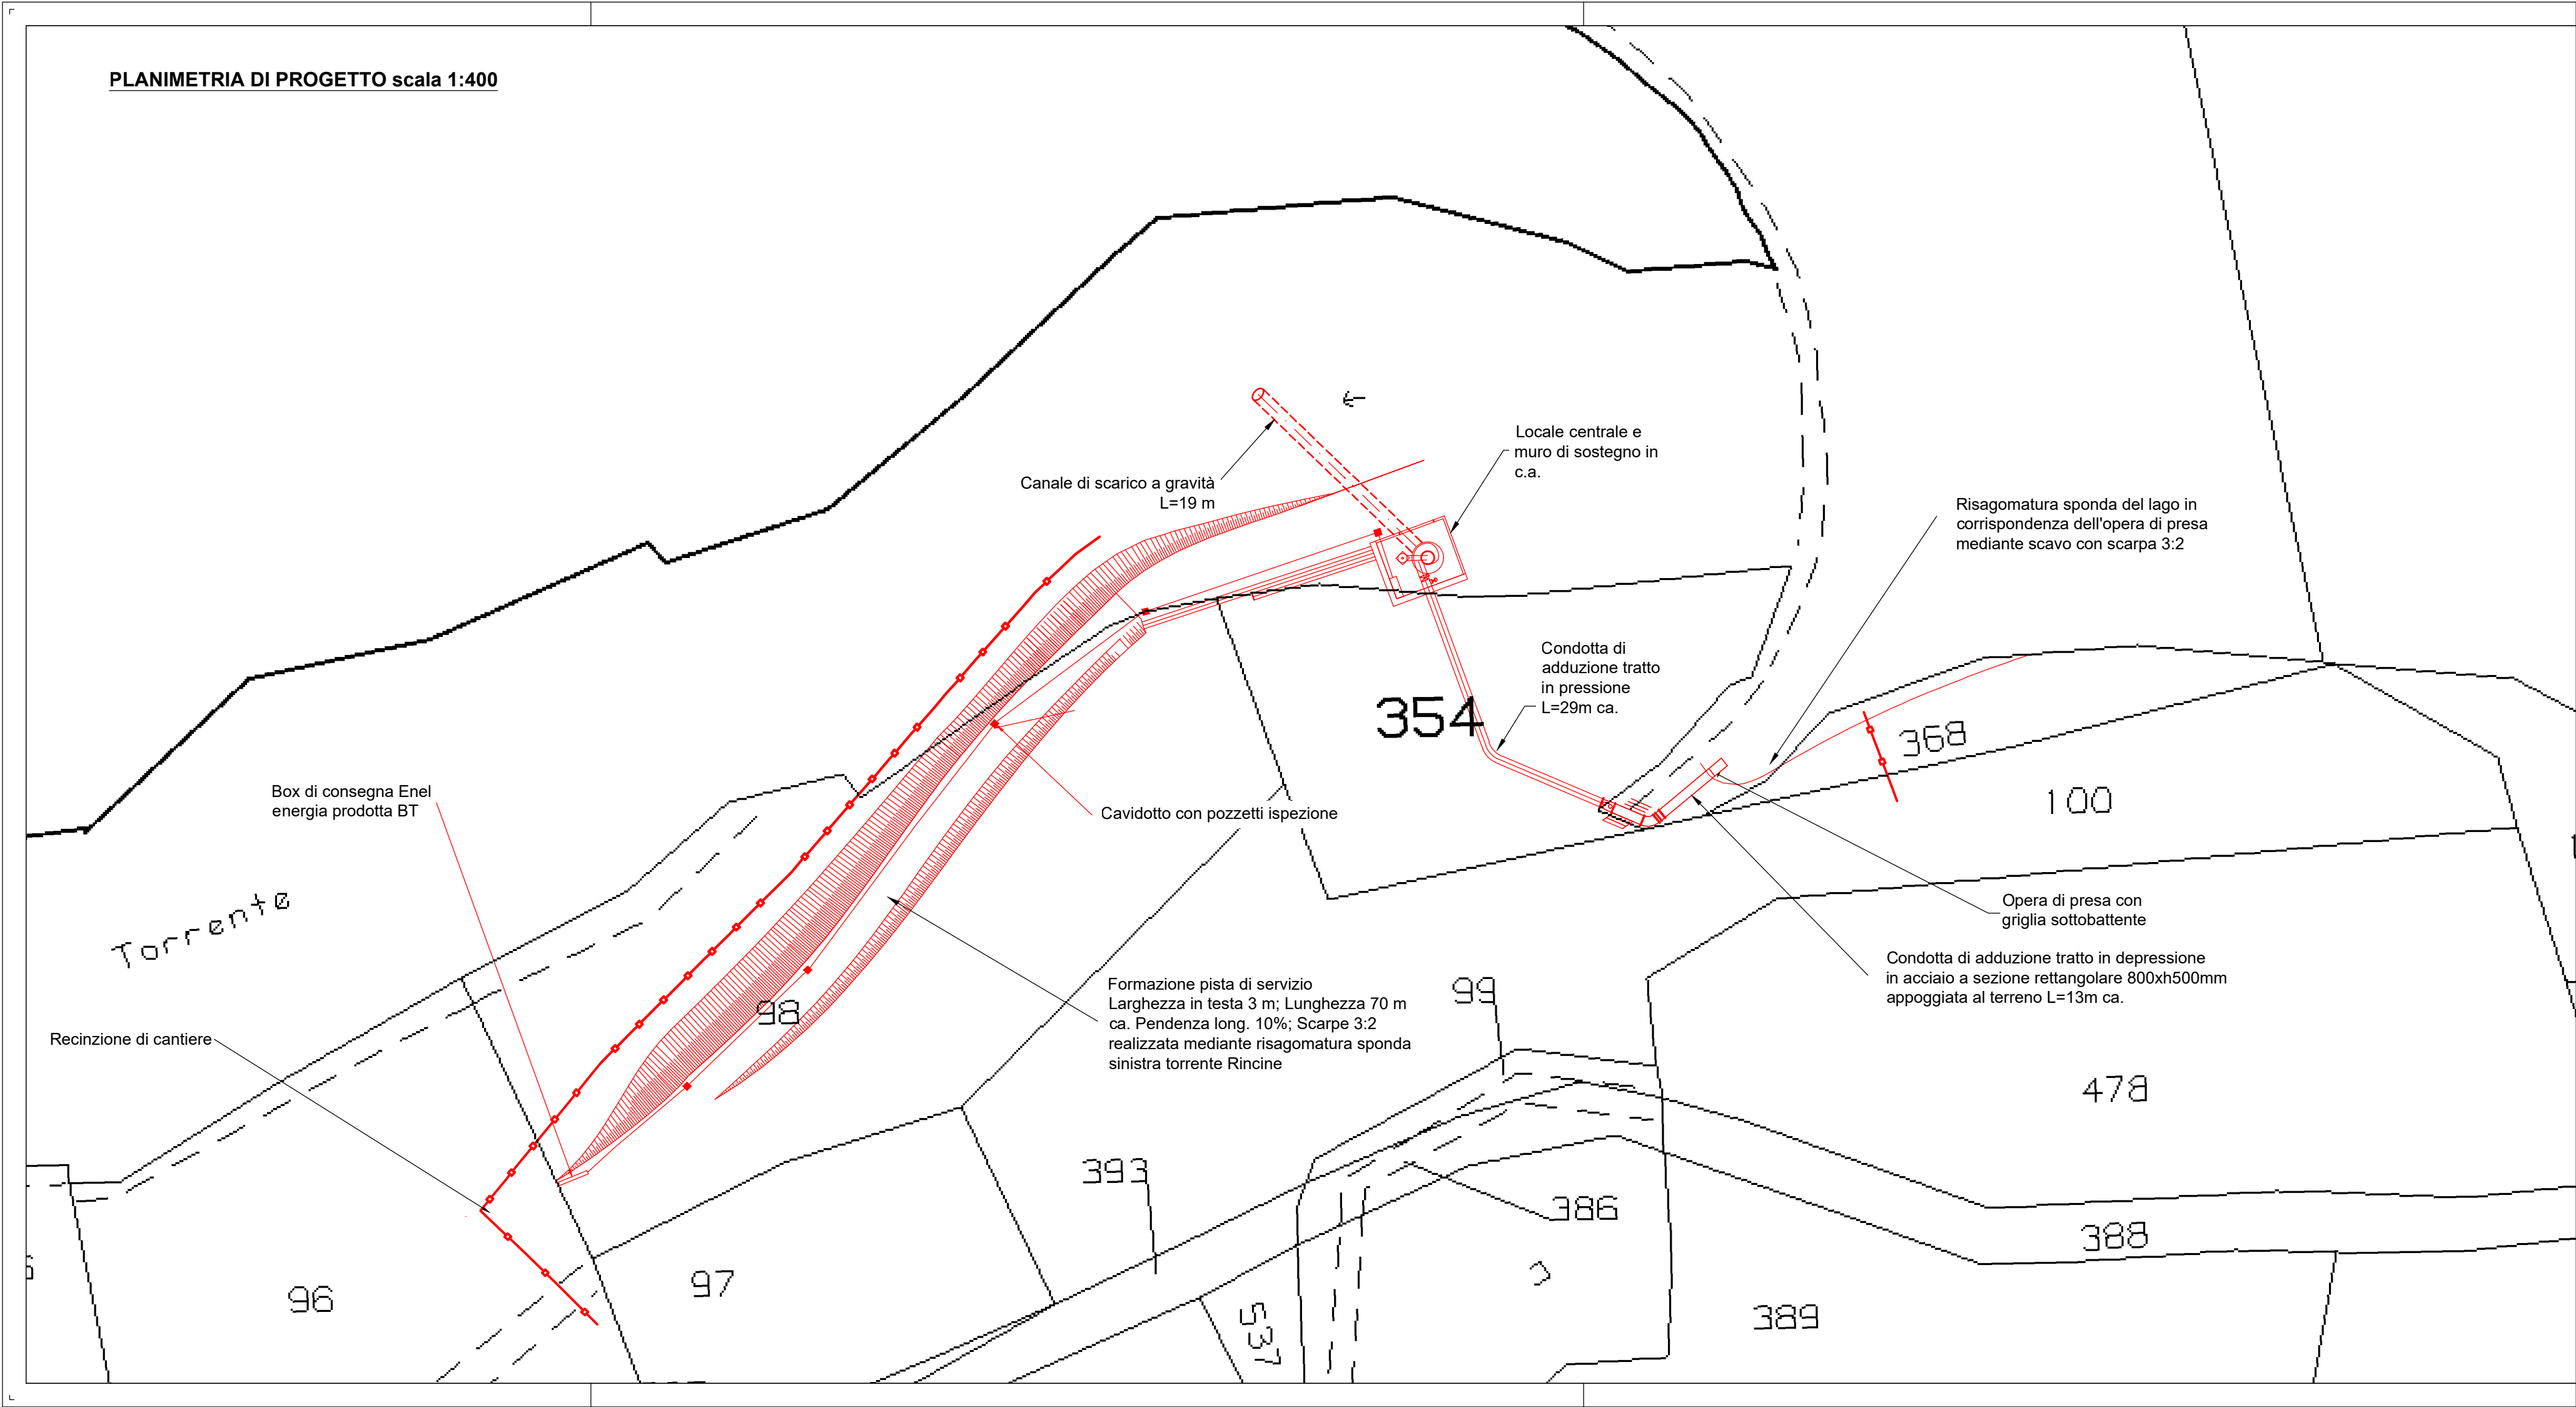 PLANIMETRIA DI PROGETTO scala 1:400
Locale centrale e
muro di sostegno in
c.a.
Canale di scarico a gravità
L=19 m
Risagomatura sponda del lago in
corrispondenza dell'opera di presa
mediante scavo con scarpa 3:2
Condotta di
adduzione tratto
in pressione
L=29m ca.
354
368
100
Box di consegna Enel
energia prodotta BT
Cavidotto con pozzetti ispezione
Torrente
Opera di presa con
griglia sottobattente
Condotta di adduzione tratto in depressione
in acciaio a sezione rettangolare 800xh500mm
appoggiata al terreno L=13m ca.
Formazione pista di servizio
Larghezza in testa 3 m; Lunghezza 70 m
ca. Pendenza long. 10%; Scarpe 3:2
realizzata mediante risagomatura sponda
sinistra torrente Rincine
99
98
Recinzione di cantiere
478
393
386
388
96
97
537
389